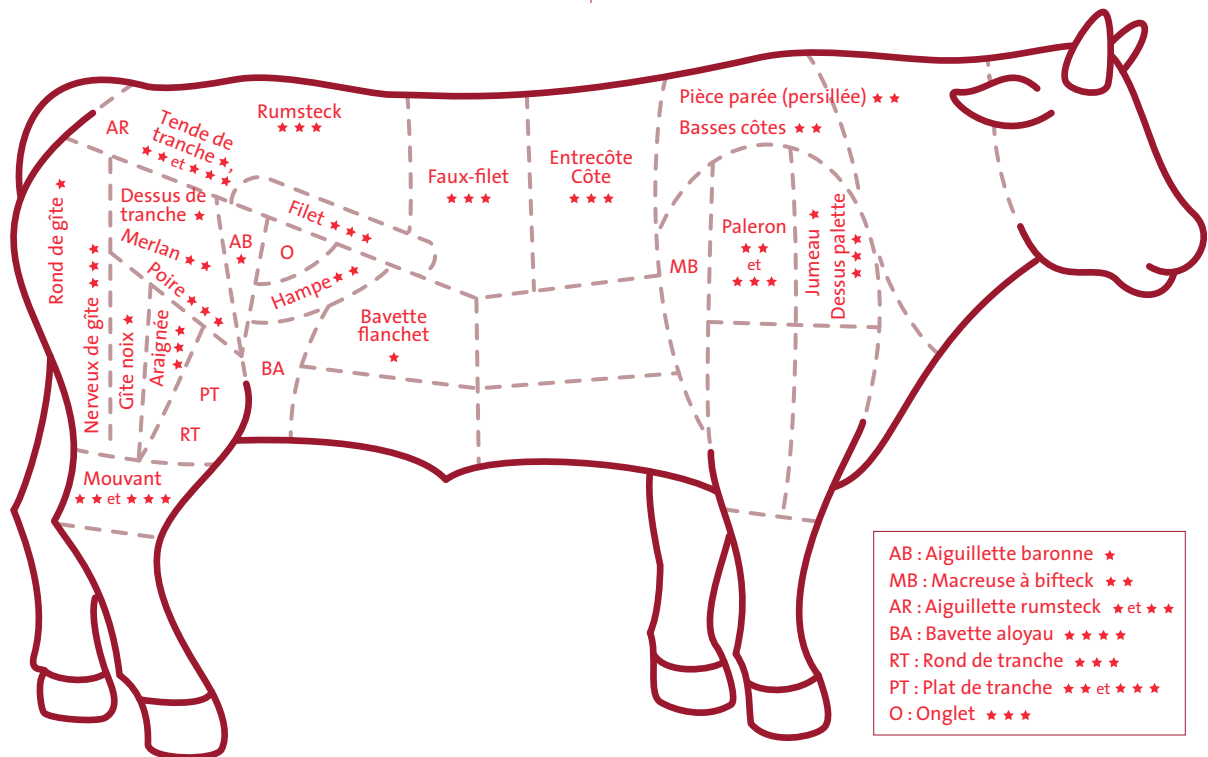 Pièce parée (persillée) ★ ★
Basses côtes ★ ★
Rumsteck
★ ★ ★
AR
Tende de
tranche ★,
★ ★ et ★ ★ ★
Entrecôte
Côte
★ ★ ★
Faux-filet
★ ★ ★
Rond de gîte ★
Dessus de
tranche ★
Filet ★ ★ ★
Merlan ★ ★
AB
★
O
Paleron
★ ★
et
★ ★ ★
Jumeau ★
Dessus palette ★ ★ ★
MB
Poire ★ ★ ★
Hampe ★ ★
Nerveux de gîte ★ ★ ★
Gîte noix ★
Araignée ★ ★ ★
Bavette
flanchet
★
BA
PT
RT
Mouvant
★ ★ et ★ ★ ★
AB : Aiguillette baronne ★
MB : Macreuse à bifteck ★ ★
AR : Aiguillette rumsteck ★ et ★ ★
BA : Bavette aloyau ★ ★ ★ ★
RT : Rond de tranche ★ ★ ★
PT : Plat de tranche ★ ★ et ★ ★ ★
O : Onglet ★ ★ ★